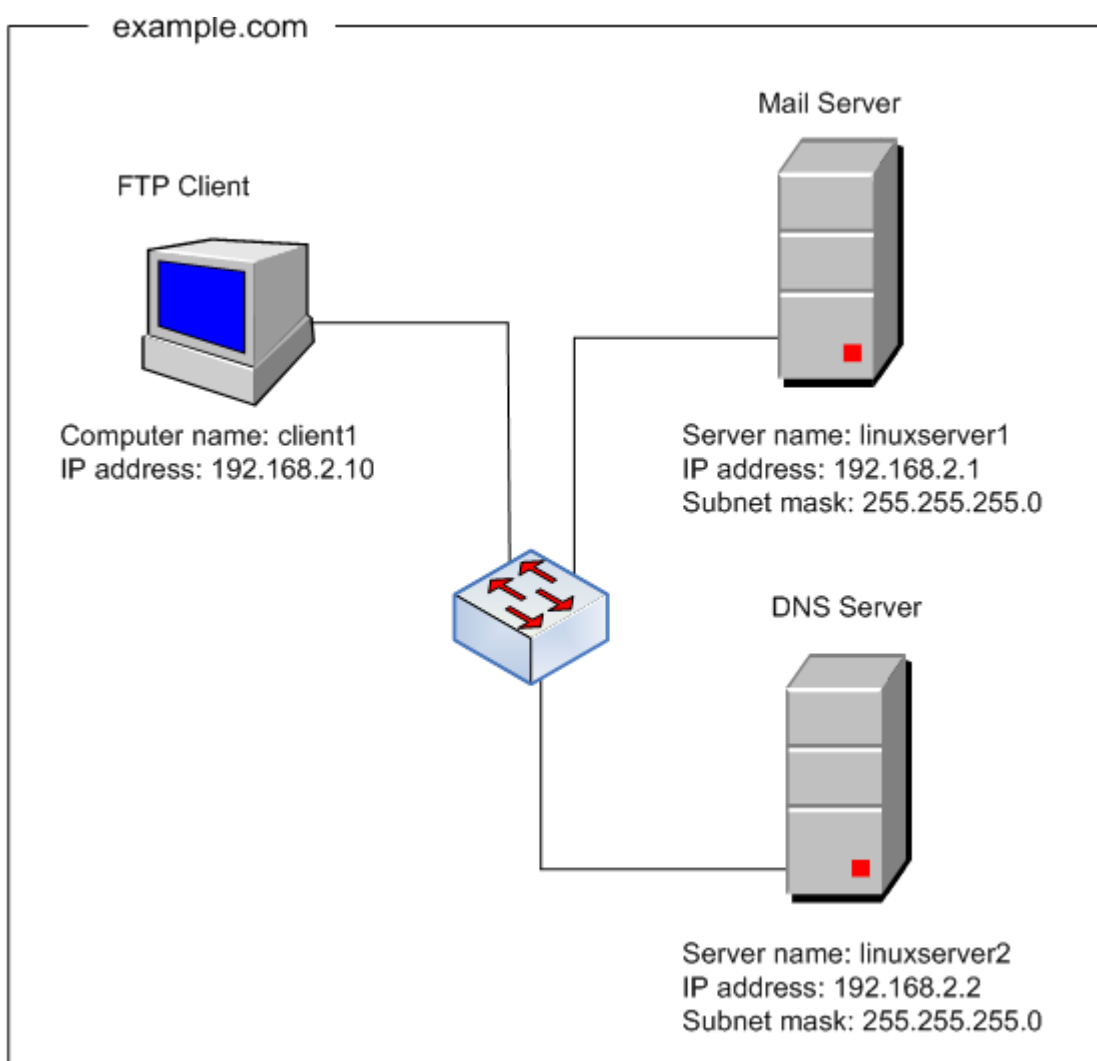 example.com
Mail Server
FTP Client
Computer name: client1
IP address: 192.168.2.10
Server name: linuxserver1
IP address: 192.168.2.1
Subnet mask: 255.255.255.0
DNS Server
Server name: linuxserver2
IP address: 192.168.2.2
Subnet mask: 255.255.255.0